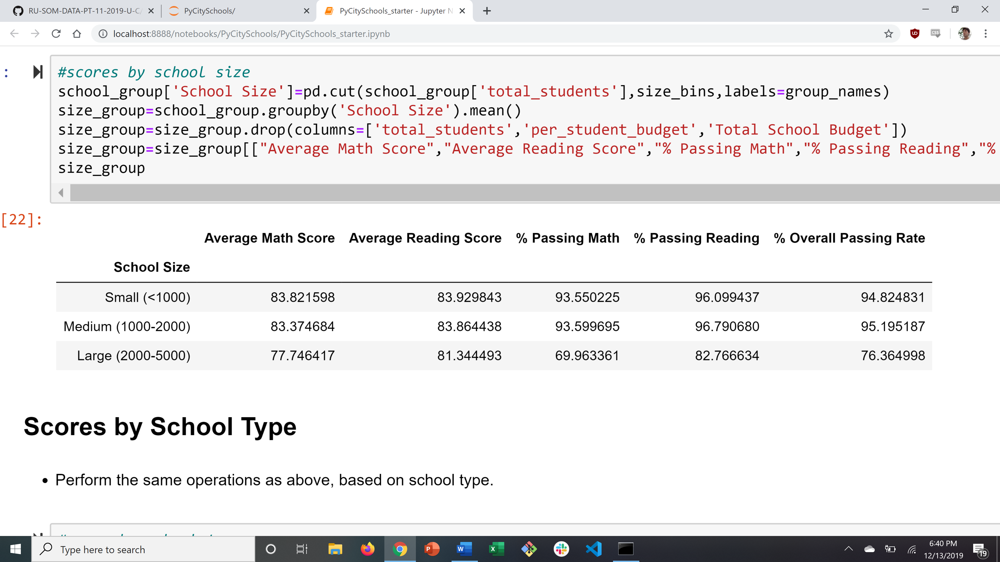 RU-SOM-DATA-PT-11-2019-U-C/
PyCitySchools/
PyCitySchools_starter - Jupyter N
localhost:8888/notebooks/PyCitySchools/PyCitySchools_starter.ipynb
:
#scores by school size
school_group['School Size']=pd.cut(school_group['total_students'],size_bins,labels=group_names)
size_group=school_group.groupby('School Size').mean()
size_group=size_group.drop(columns=['total_students','per_student_budget','Total School Budget'])
size_group=size_group[["Average Math Score","Average Reading Score","% Passing Math","% Passing Reading","%
size_group
[22]:
Average Math Score Average Reading Score % Passing Math % Passing Reading % Overall Passing Rate
School Size
Small (<1000) 83.821598 83.929843 93.550225 96.099437 94.824831
Medium (1000-2000) 83.374684 83.864438 93.599695 96.790680 95.195187
Large (2000-5000) 77.746417 81.344493 69.963361 82.766634 76.364998
Scores by School Type
• Perform the same operations as above, based on school type.
Type here to search
6:40 PM
12/13/2019
19